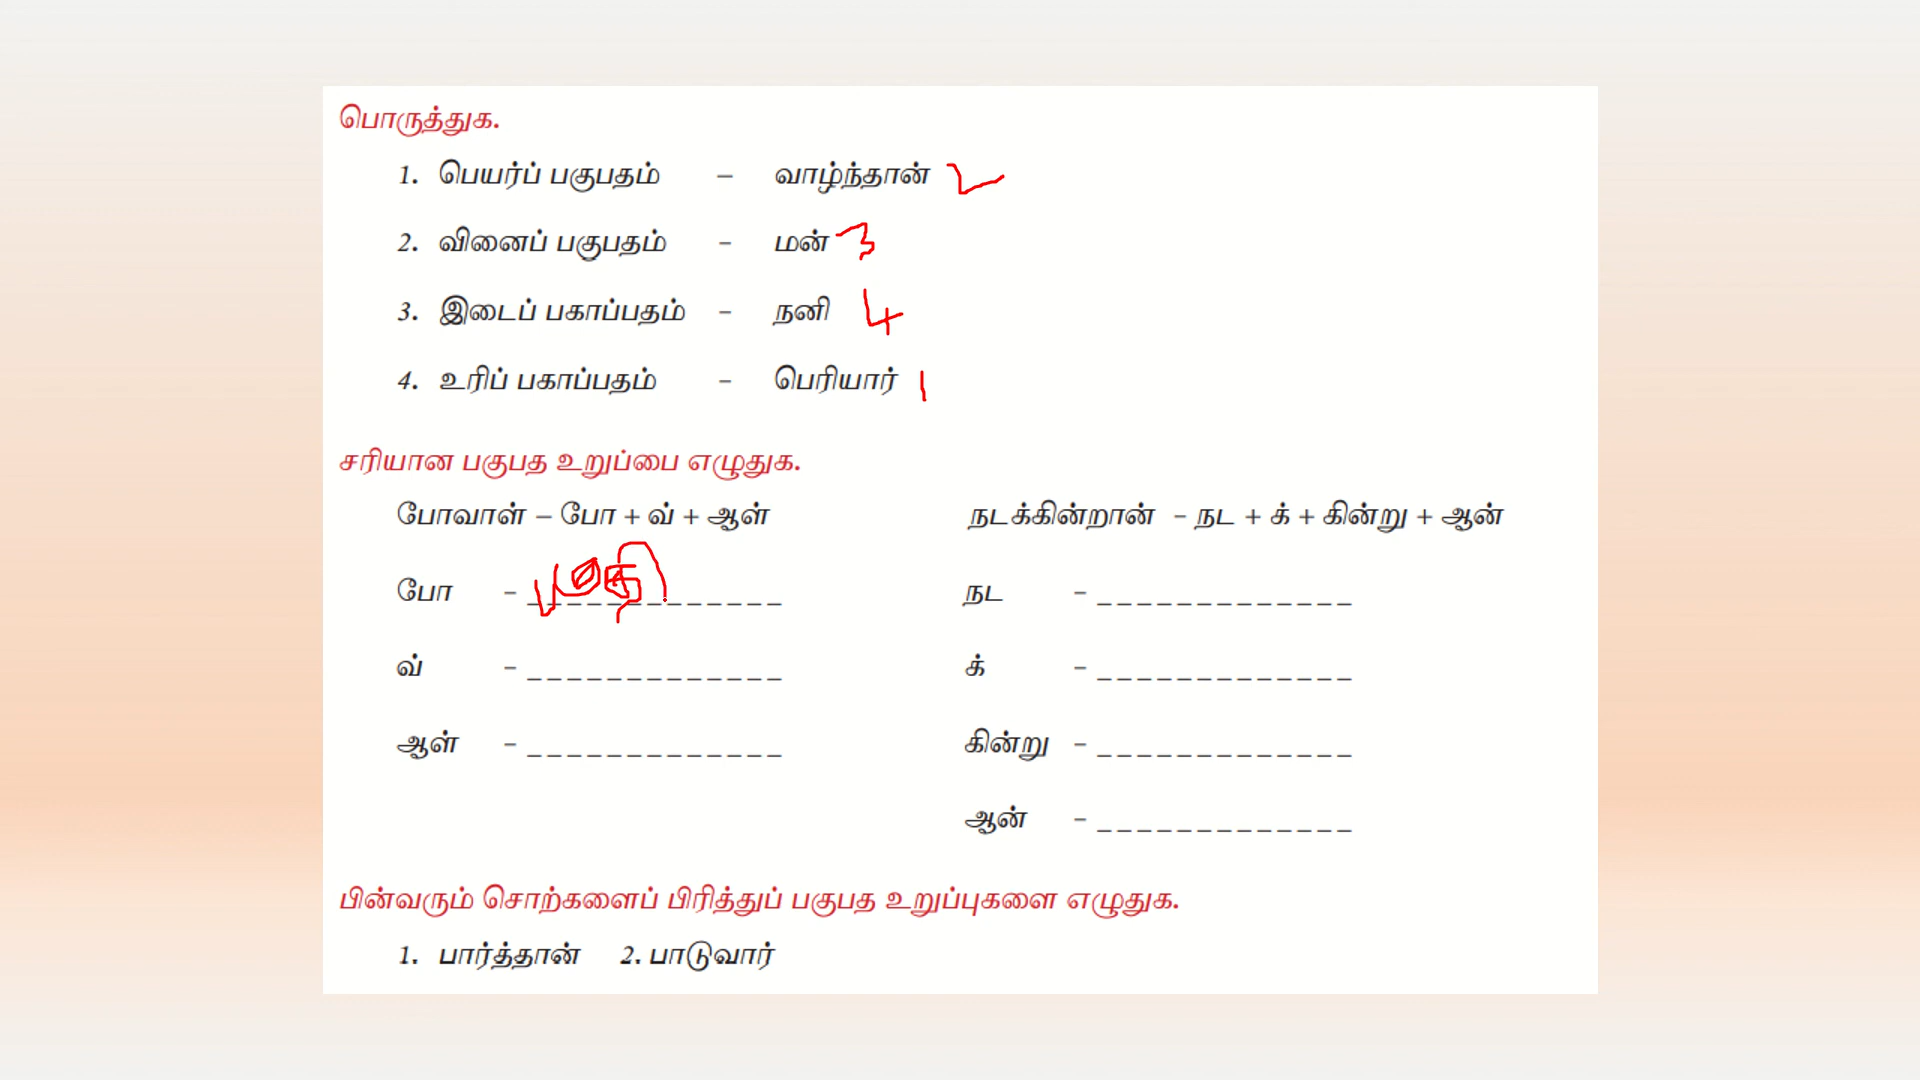 பொருத்துக.
1. பெயர்ப் பகுபதம் – வாழ்ந்தான் 2
2. வினைப் பகுபதம் - மன் 3
3. இடைப் பகாப்பதம் - நனி 4
4. உரிப் பகாப்பதம் - பெரியார் 1
சரியான பகுபத உறுப்பை எழுதுக.
போவாள் – போ + வ் + ஆள்
போ - பகுதி
வ் - _ _ _ _ _ _ _ _ _ _ _ _ _
ஆள் - _ _ _ _ _ _ _ _ _ _ _ _ _
நடக்கின்றான் - நட + க் + கின்று + ஆன்
நட - _ _ _ _ _ _ _ _ _ _ _ _ _
க் - _ _ _ _ _ _ _ _ _ _ _ _ _
கின்று - _ _ _ _ _ _ _ _ _ _ _ _ _
ஆன் - _ _ _ _ _ _ _ _ _ _ _ _ _
பின்வரும் சொற்களைப் பிரித்துப் பகுபத உறுப்புகளை எழுதுக.
1. பார்த்தான் 2. பாடுவார்